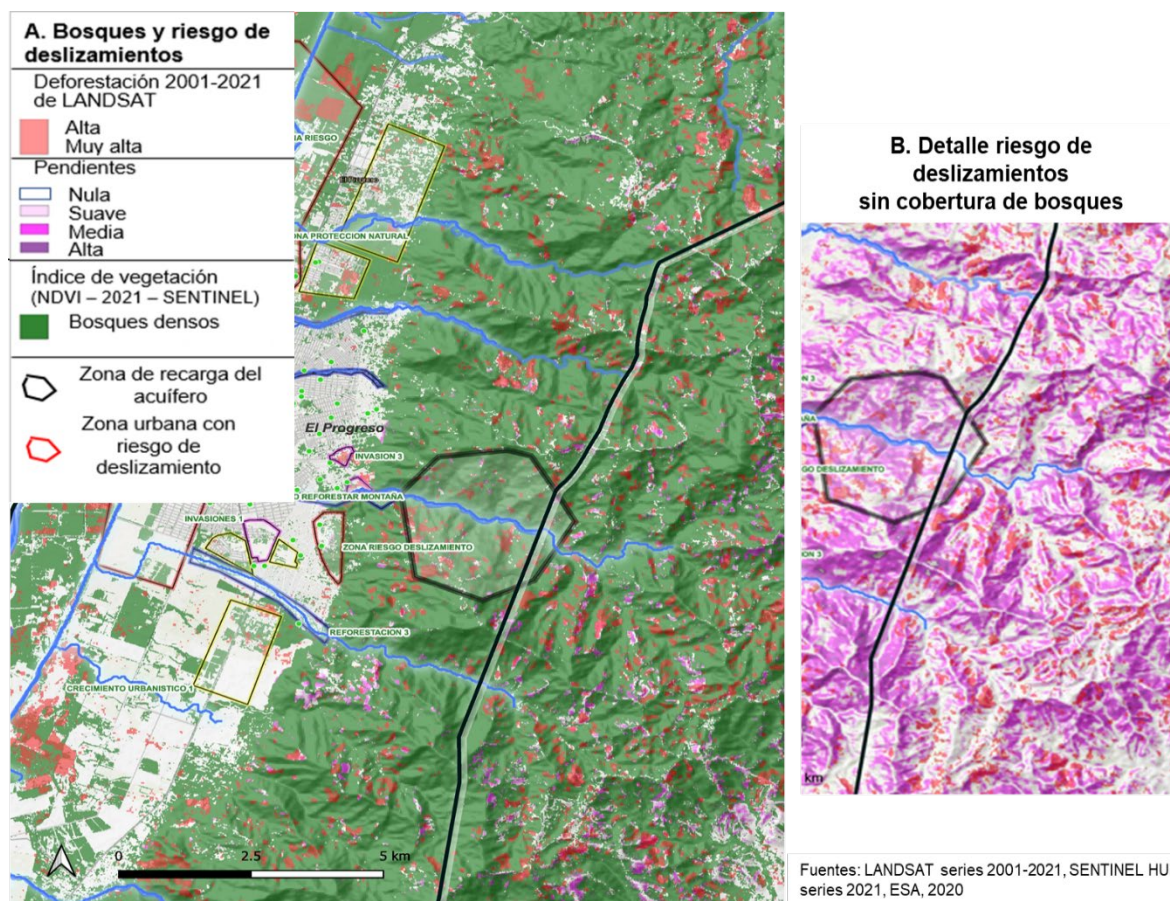 A. Bosques y riesgo de
deslizamientos
Deforestación 2001-2021
de LANDSAT
Alta
Muy alta
Pendientes
Nula
Suave
Media
Alta
Índice de vegetación
(NDVI – 2021 – SENTINEL)
Bosques densos
Zona de recarga del
acuífero
Zona urbana con
riesgo de
deslizamiento
RIESGO
El Progreso
PROTECCION NATURAL
El Progreso
INVASION 3
REFORESTAR MONTAÑA
INVASIONES 1
ZONA RIESGO DESLIZAMIENTO
REFORESTACION 3
CRECIMIENTO URBANISTICO 1
0 2.5 5 km
B. Detalle riesgo de
deslizamientos
sin cobertura de bosques
DESLIZAMIENTO
3
km
Fuentes: LANDSAT series 2001-2021, SENTINEL HU
series 2021, ESA, 2020